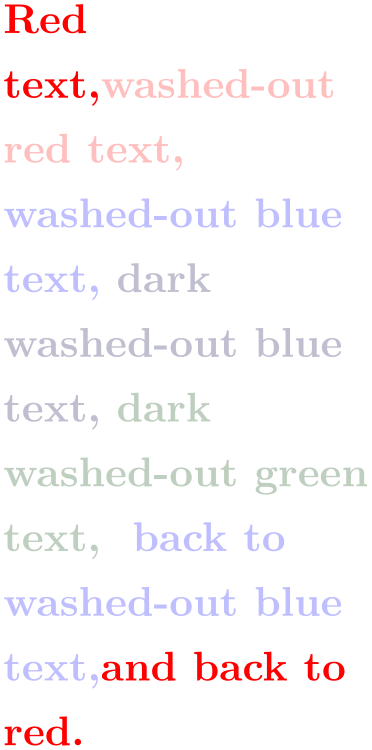 Red
text,washed-out
red text,
washed-out blue
text, dark
washed-out blue
text, dark
washed-out green
text,  back to
washed-out blue
text,and back to
red.